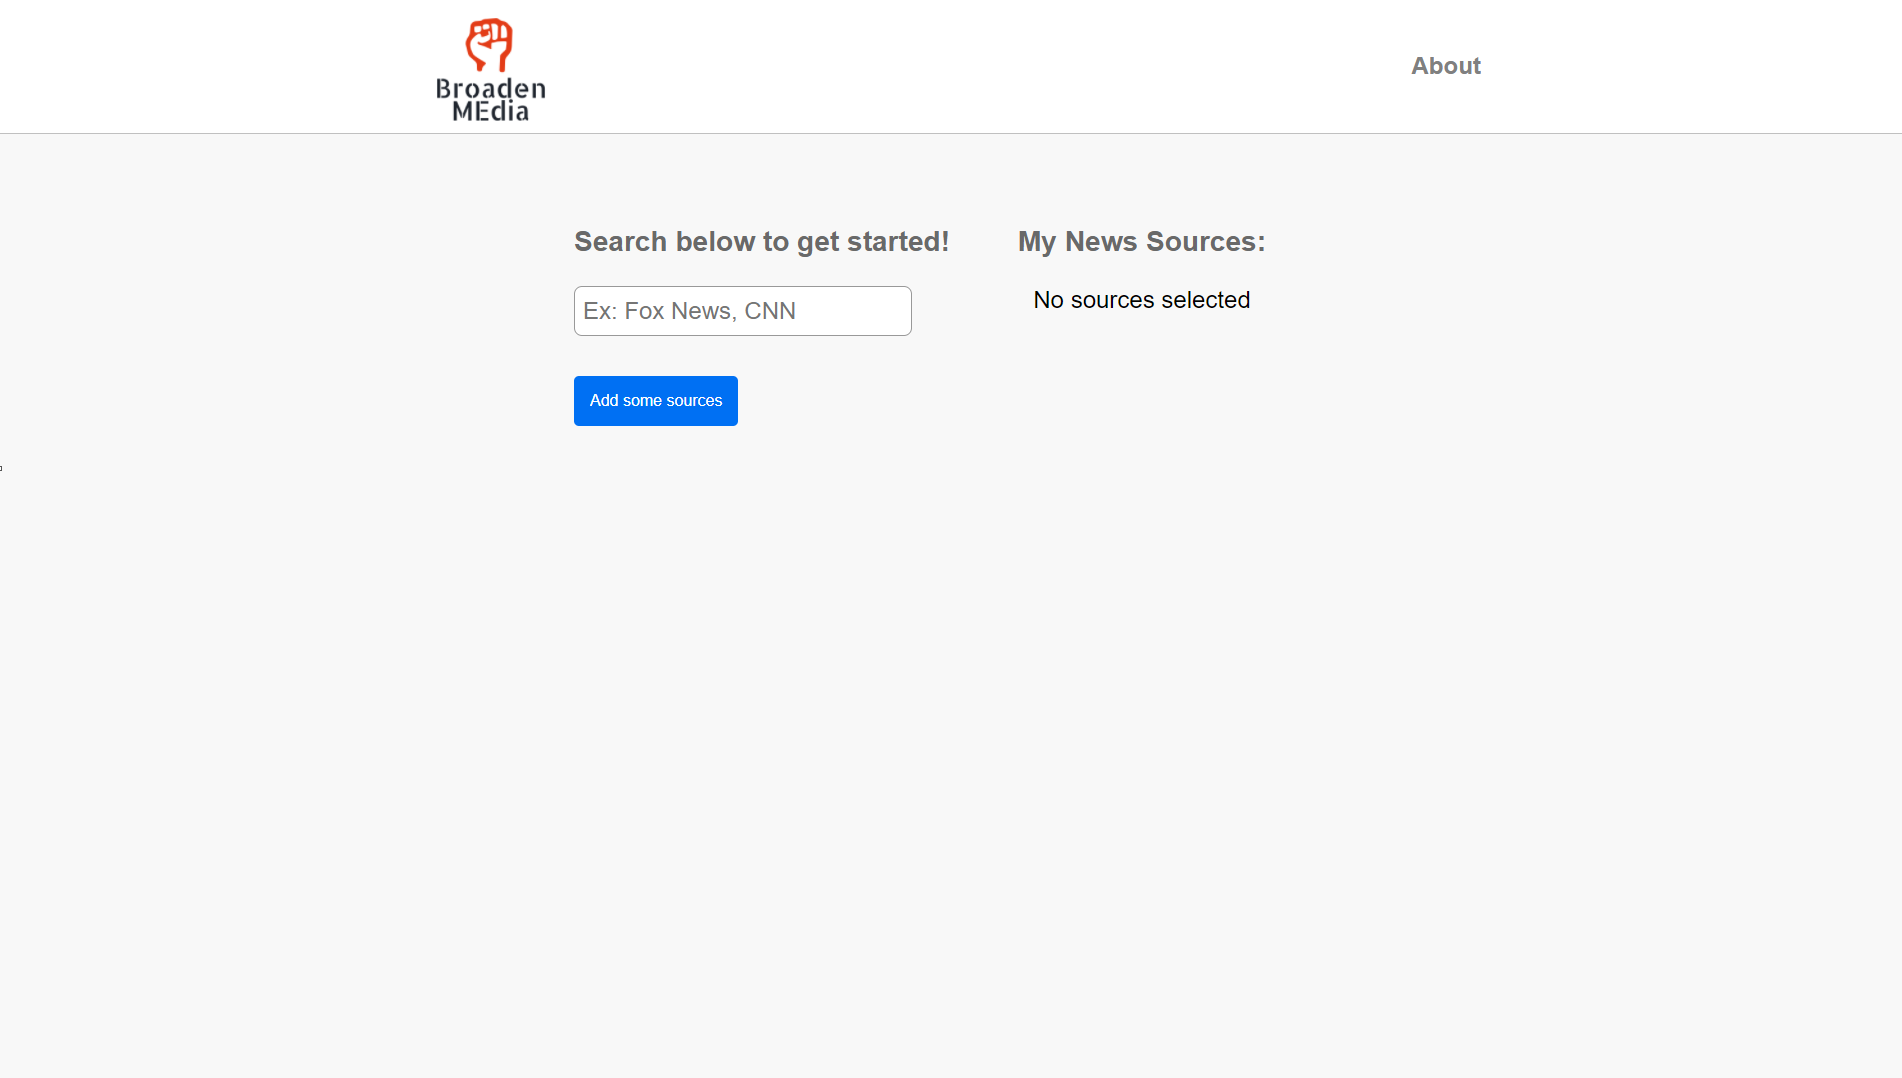 Broaden
MEdia
About
Search below to get started!
Ex: Fox News, CNN
Add some sources
My News Sources:
No sources selected